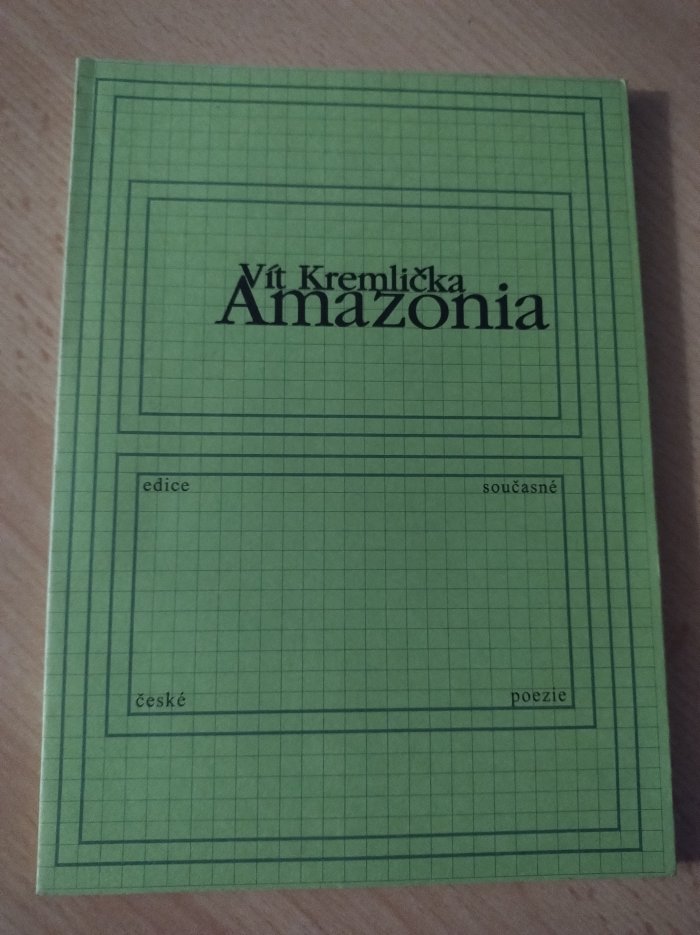 Vít Kremlička
Amazonia
edice současné
české poezie